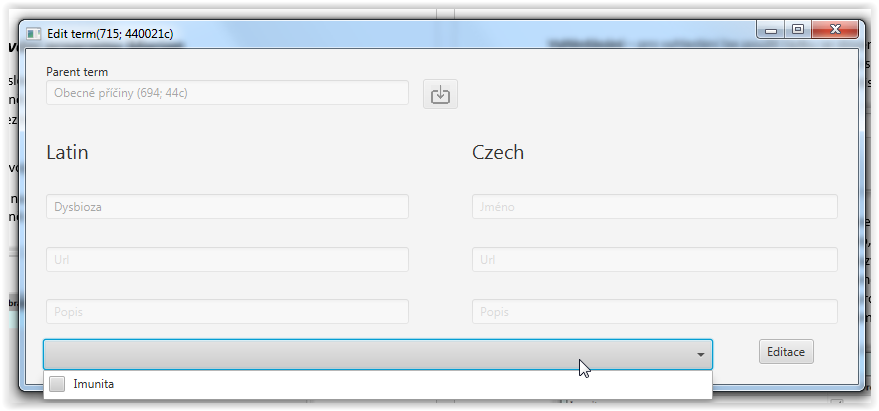 Edit term(715; 440021c)
Parent term
Obecné příčiny (694; 44c)
Latin
Czech
Dysbioza
Jméno
Url
Url
Popis
Popis
Editace
Imunita